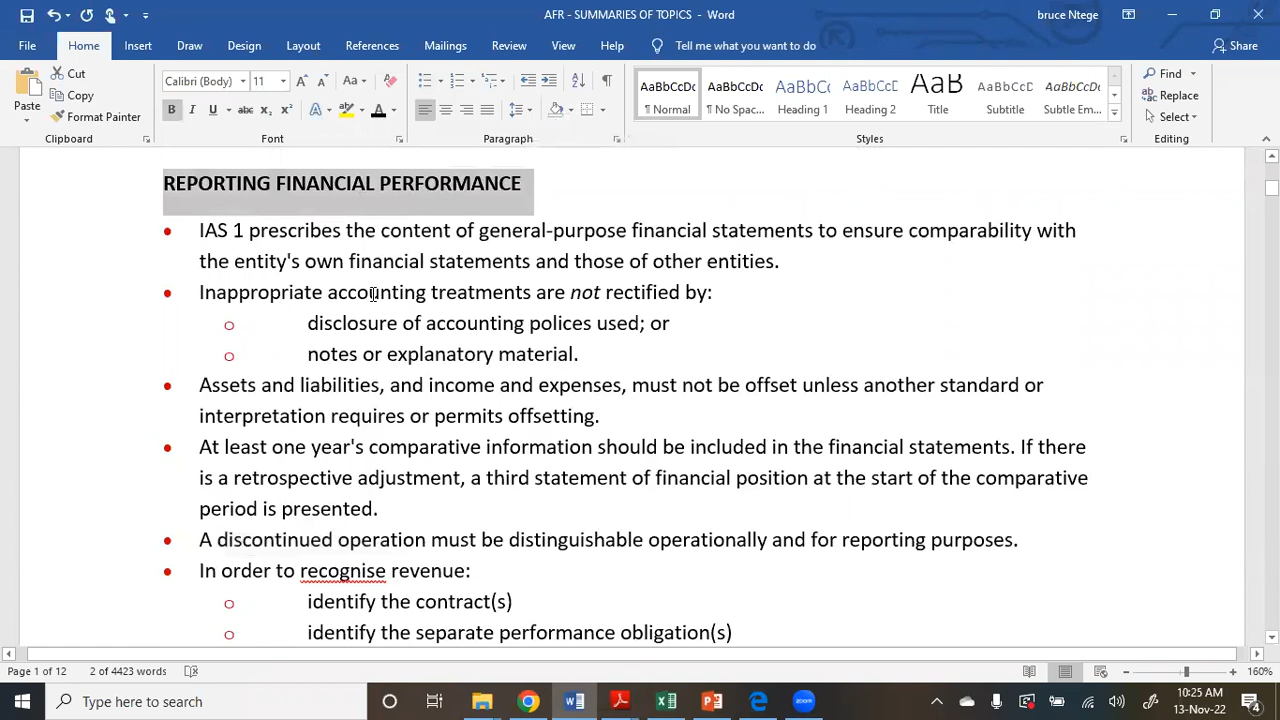 AFR - SUMMARIES OF TOPICS - Word
bruce Ntege
File Home Insert Draw Design Layout References Mailings Review View Help Tell me what you want to do Share
Paste
Cut
Copy
Format Painter
Clipboard
Calibri (Body) 11
Aa
B I U abc x₂ x² A A
Font
Paragraph
AaBbCcDc AaBbCcDc AaBbCc AaBbCc AaB AaBbCcD AaBbCcDc
¶ Normal ¶ No Spac... Heading 1 Heading 2 Title Subtitle Subtle Em...
Styles
Find
Replace
Select
Editing
REPORTING FINANCIAL PERFORMANCE
• IAS 1 prescribes the content of general-purpose financial statements to ensure comparability with
the entity's own financial statements and those of other entities.
• Inappropriate accounting treatments are not rectified by:
o disclosure of accounting polices used; or
o notes or explanatory material.
• Assets and liabilities, and income and expenses, must not be offset unless another standard or
interpretation requires or permits offsetting.
• At least one year's comparative information should be included in the financial statements. If there
is a retrospective adjustment, a third statement of financial position at the start of the comparative
period is presented.
• A discontinued operation must be distinguishable operationally and for reporting purposes.
• In order to recognise revenue:
o identify the contract(s)
o identify the separate performance obligation(s)
Page 1 of 12 2 of 4423 words 160%
Type here to search
zoom
10:25 AM
13-Nov-22
4